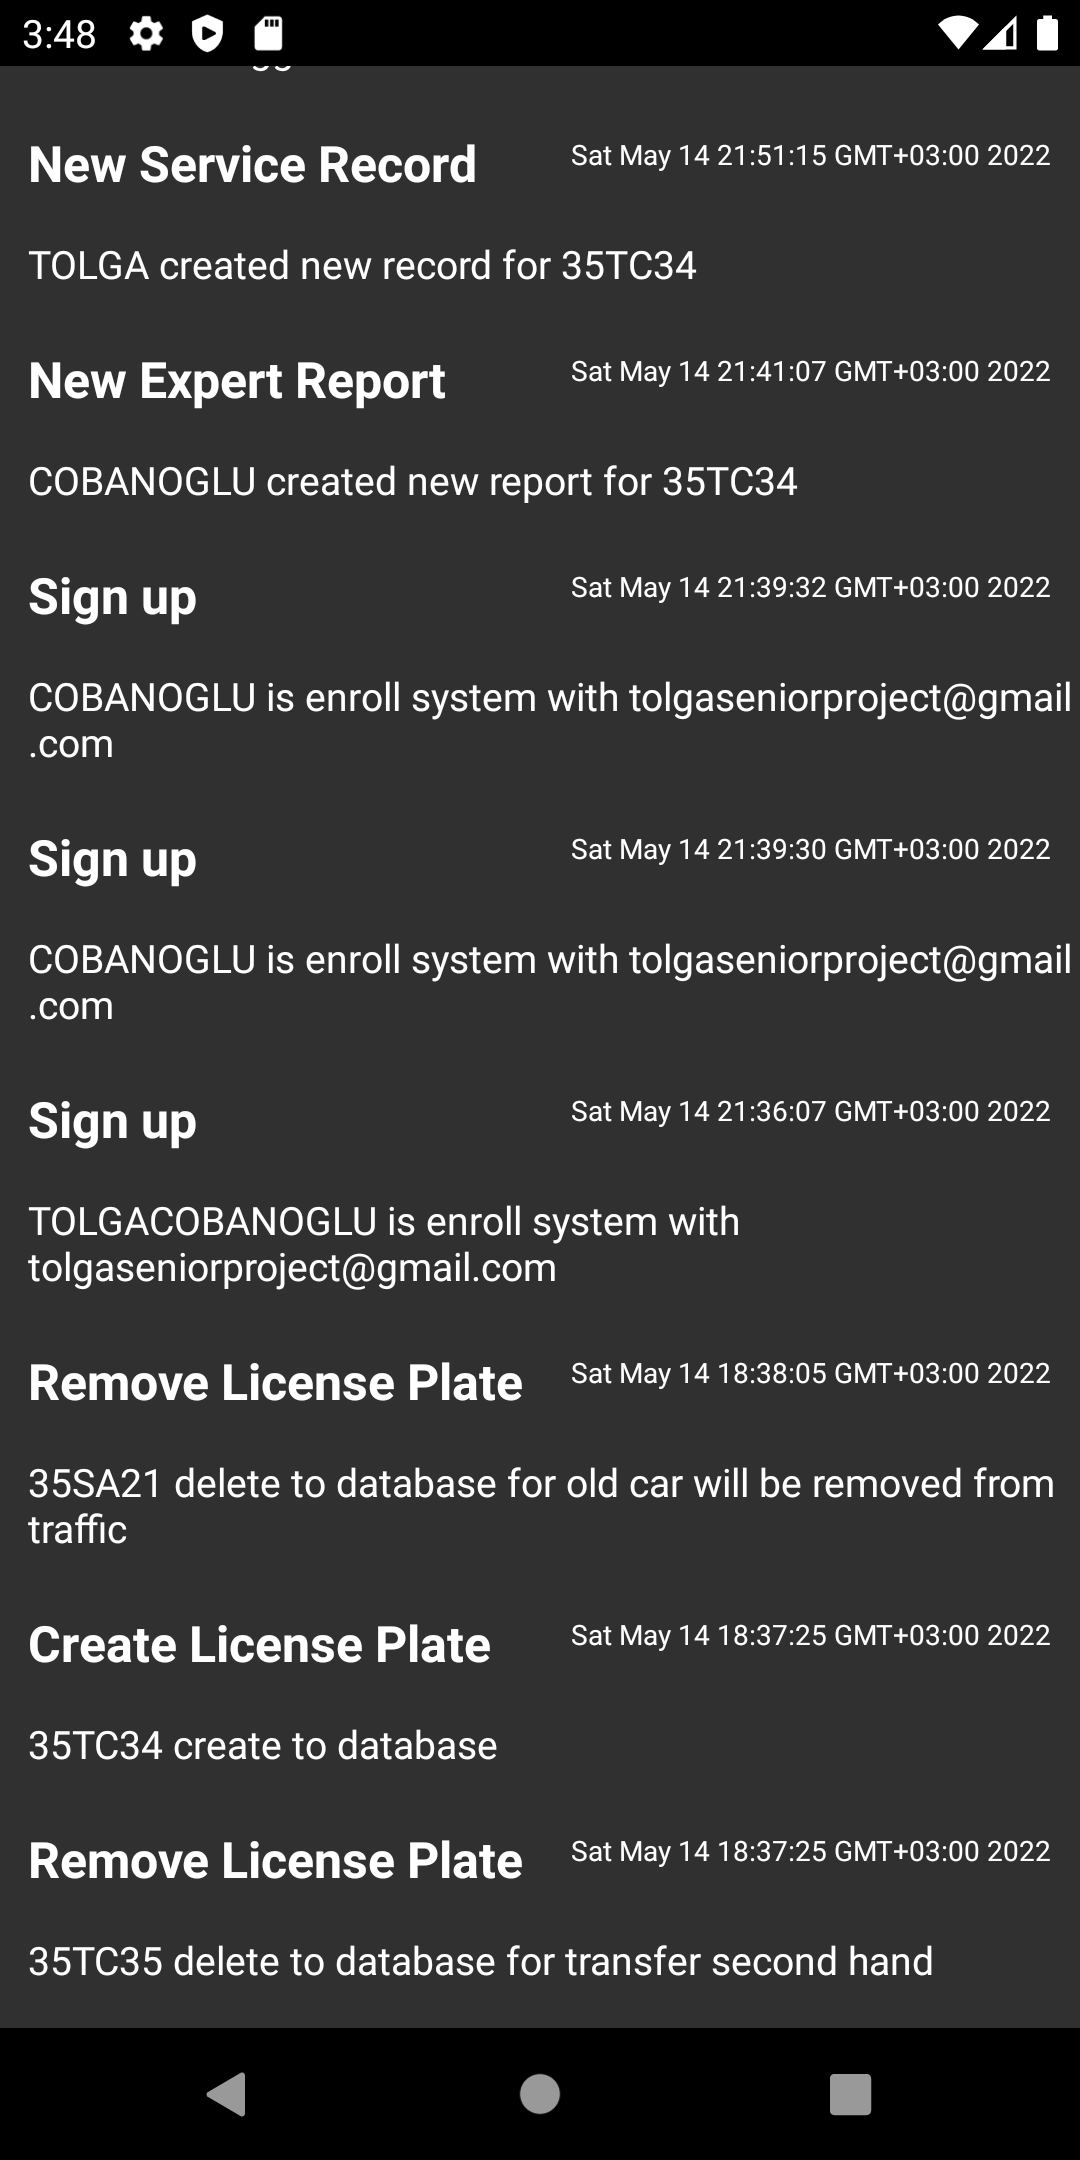 3:48
New Service Record Sat May 14 21:51:15 GMT+03:00 2022
TOLGA created new record for 35TC34
New Expert Report Sat May 14 21:41:07 GMT+03:00 2022
COBANOGLU created new report for 35TC34
Sign up Sat May 14 21:39:32 GMT+03:00 2022
COBANOGLU is enroll system with tolgaseniorproject@gmail
.com
Sign up Sat May 14 21:39:30 GMT+03:00 2022
COBANOGLU is enroll system with tolgaseniorproject@gmail
.com
Sign up Sat May 14 21:36:07 GMT+03:00 2022
TOLGACOBANOGLU is enroll system with
tolgaseniorproject@gmail.com
Remove License Plate Sat May 14 18:38:05 GMT+03:00 2022
35SA21 delete to database for old car will be removed from
traffic
Create License Plate Sat May 14 18:37:25 GMT+03:00 2022
35TC34 create to database
Remove License Plate Sat May 14 18:37:25 GMT+03:00 2022
35TC35 delete to database for transfer second hand